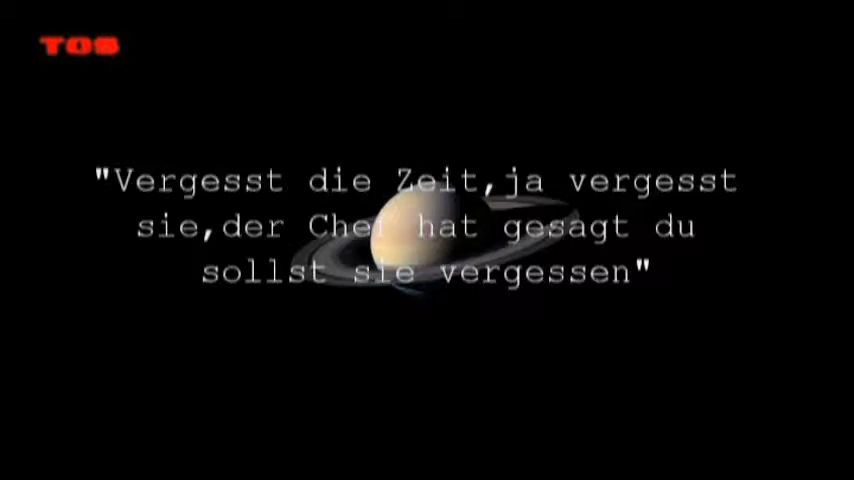 TOS
"Vergesst die Zeit,ja vergesst
sie,der Chef hat gesagt du
sollst sie vergessen"